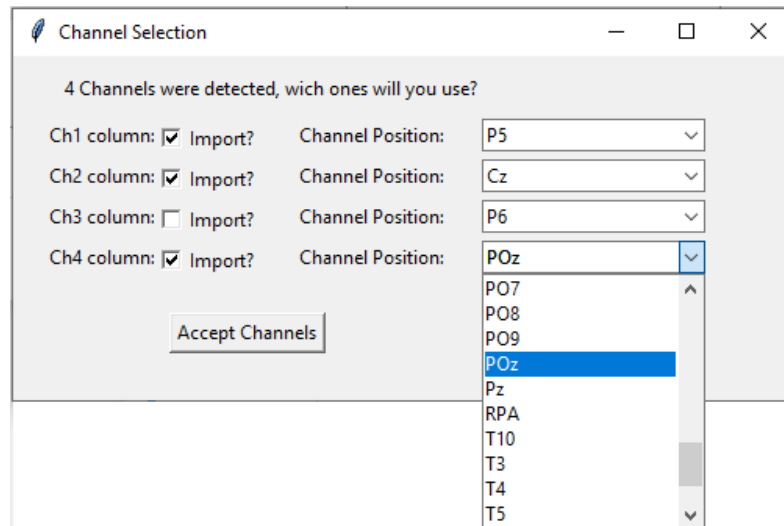 Channel Selection
4 Channels were detected, wich ones will you use?
Ch1 column: Import? Channel Position: P5
Ch2 column: Import? Channel Position: Cz
Ch3 column: Import? Channel Position: P6
Ch4 column: Import? Channel Position: POz
PO7
PO8
PO9
POz
Pz
RPA
T10
T3
T4
T5
Accept Channels